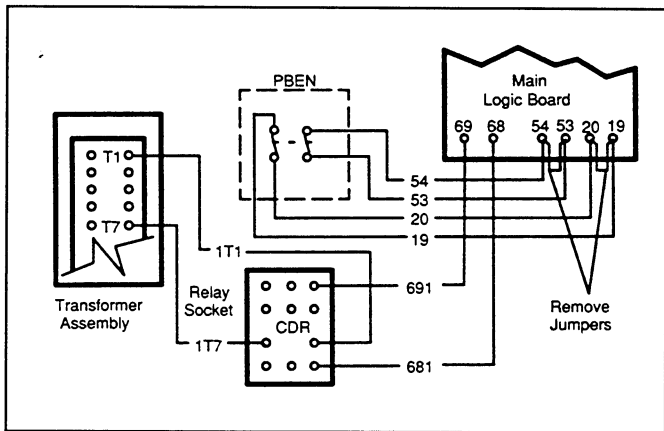 PBEN
Main
Logic Board
69 68 54 53 20 19
T1
54
53
20
T7
19
1T1
Transformer
Assembly
Relay
Socket
691
CDR
Remove
Jumpers
1T7
681